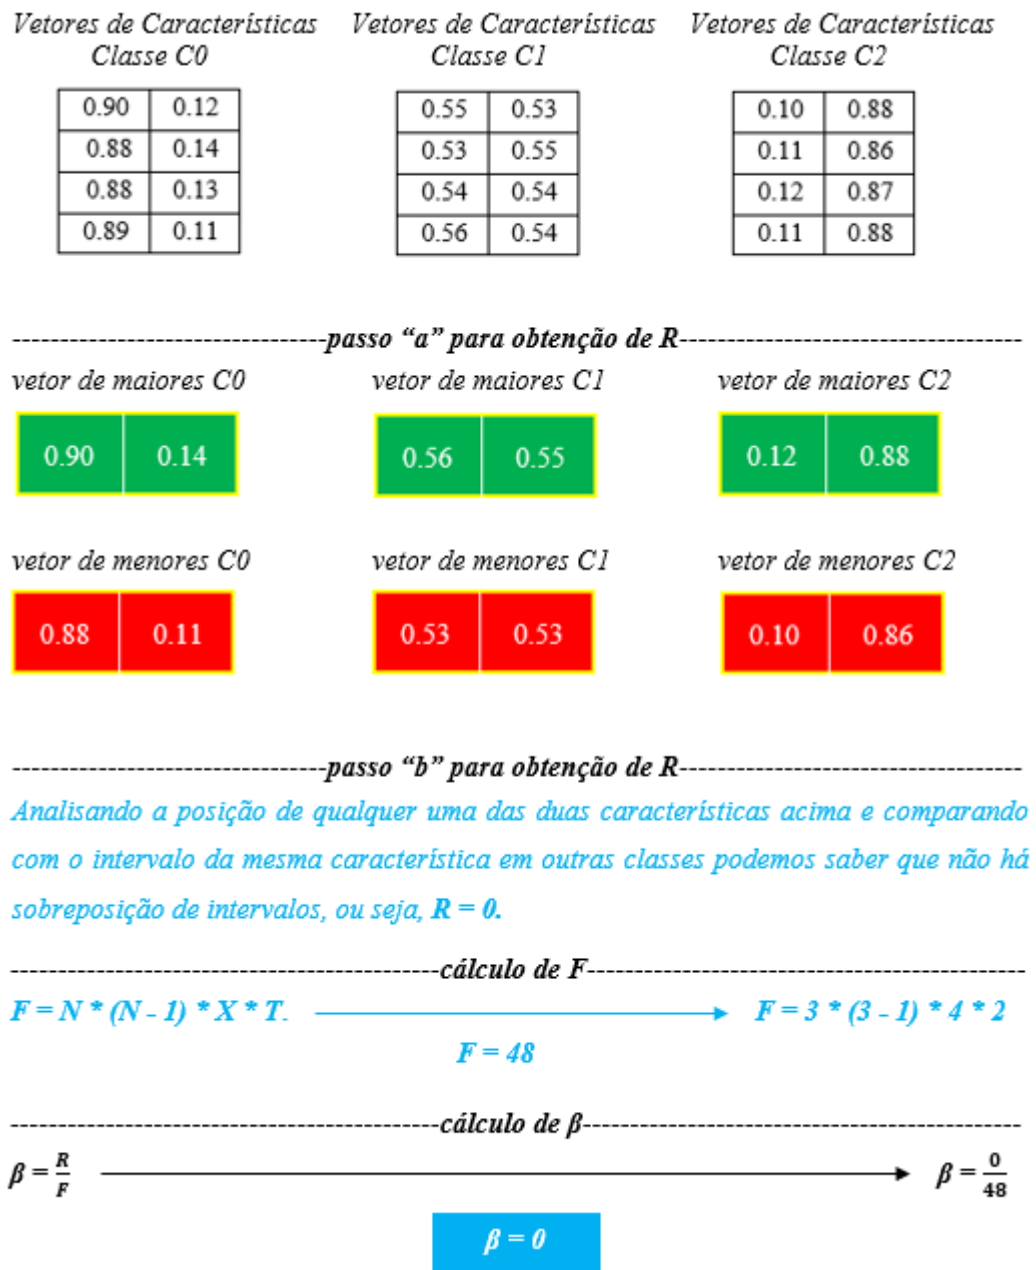 Vetores de Características Vetores de Características Vetores de Características
Classe C0 Classe C1 Classe C2
0.90 0.12 0.55 0.53 0.10 0.88
0.88 0.14 0.53 0.55 0.11 0.86
0.88 0.13 0.54 0.54 0.12 0.87
0.89 0.11 0.56 0.54 0.11 0.88
---------------------------------passo “a” para obtenção de R------------------------------------
vetor de maiores C0 vetor de maiores C1 vetor de maiores C2
0.90 0.14 0.56 0.55 0.12 0.88
vetor de menores C0 vetor de menores C1 vetor de menores C2
0.88 0.11 0.53 0.53 0.10 0.86
---------------------------------passo “b” para obtenção de R------------------------------------
Analisando a posição de qualquer uma das duas características acima e comparando
com o intervalo da mesma característica em outras classes podemos saber que não há
sobreposição de intervalos, ou seja, R = 0.
---------------------------------------------cálculo de F----------------------------------------------
F = N * (N - 1) * X * T. F = 3 * (3 - 1) * 4 * 2
F = 48
---------------------------------------------cálculo de β----------------------------------------------
β = R/F β = 0/48
β = 0